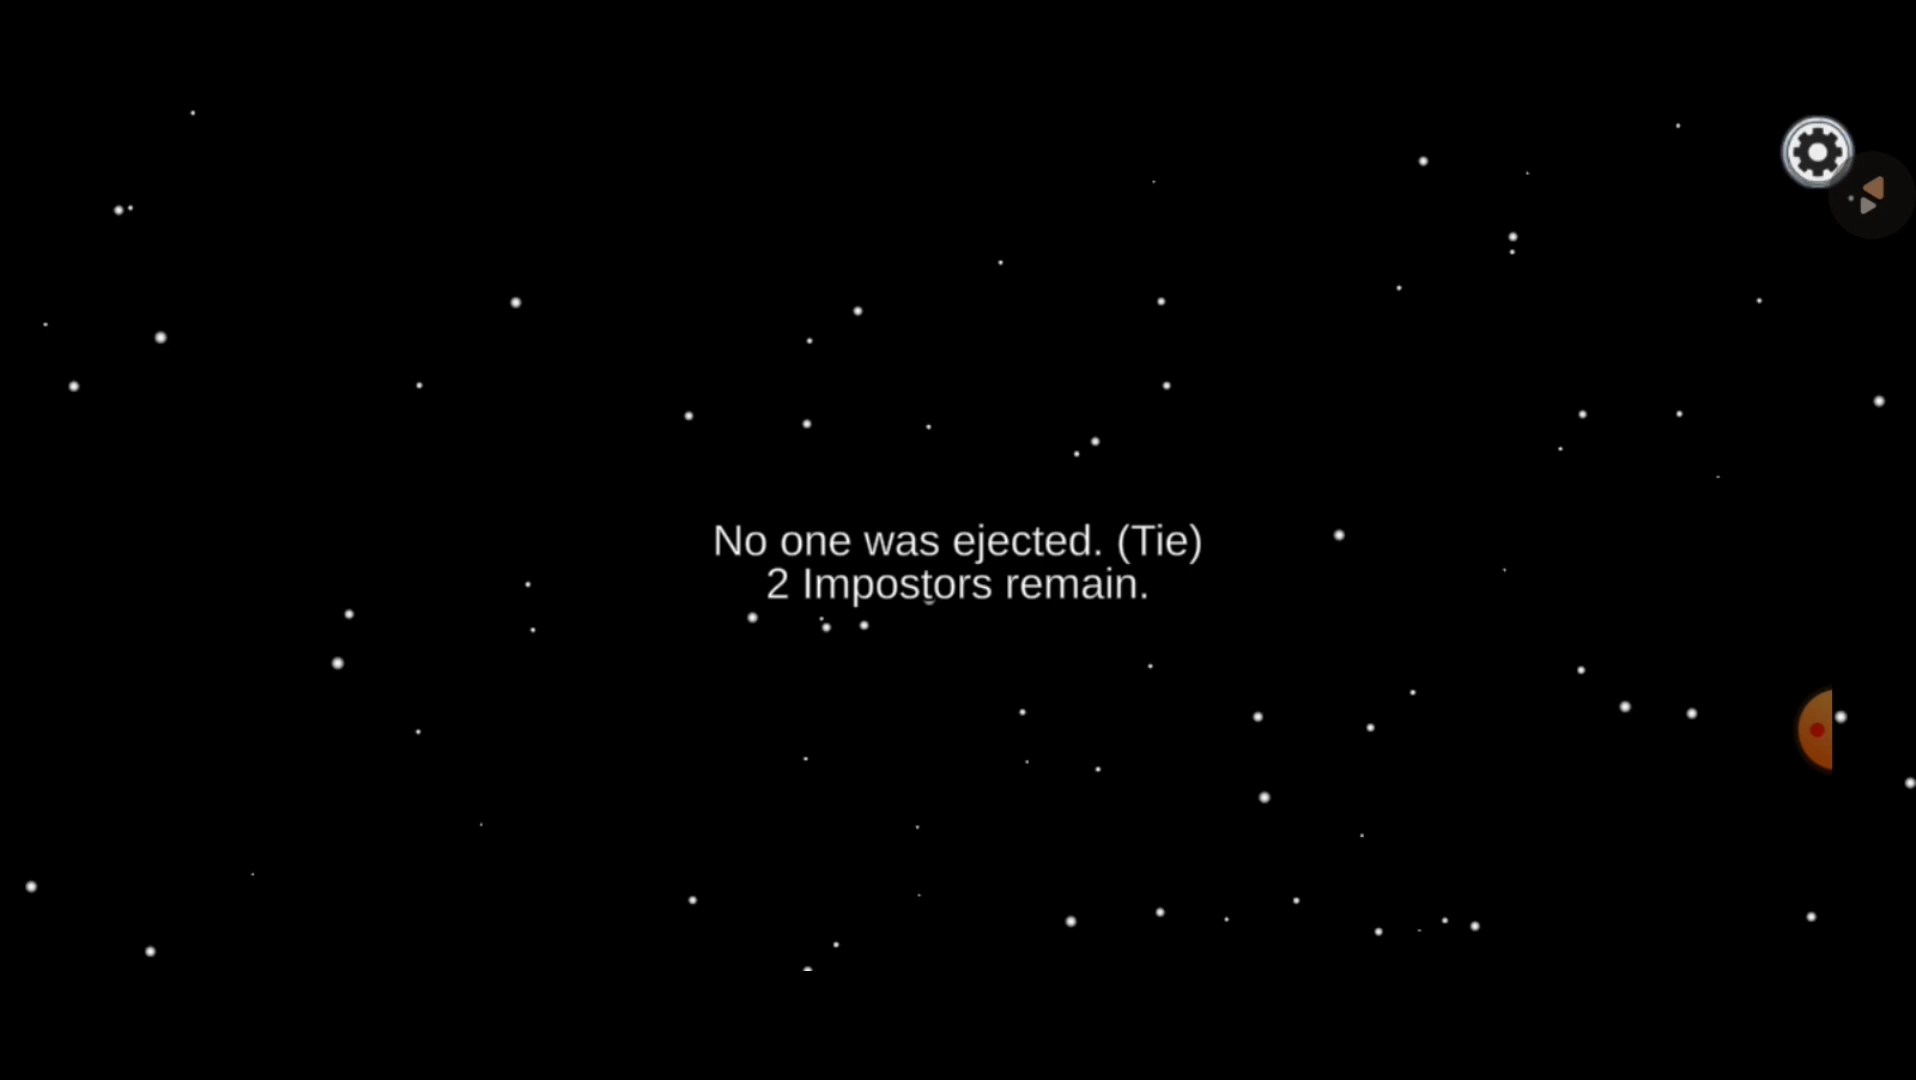 No one was ejected. (Tie)
2 Impostors remain.